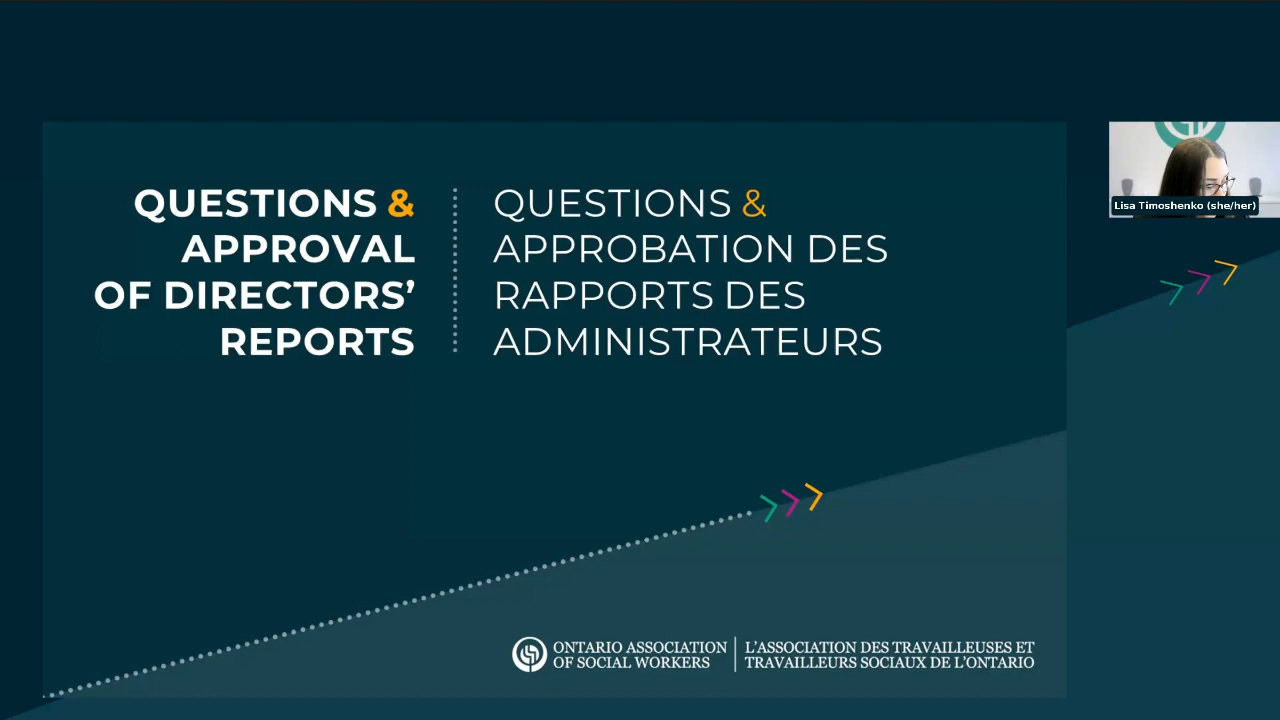 QUESTIONS &
APPROVAL
OF DIRECTORS’
REPORTS
QUESTIONS &
APPROBATION DES
RAPPORTS DES
ADMINISTRATEURS
Lisa Timoshenko (she/her)
ONTARIO ASSOCIATION
OF SOCIAL WORKERS
L’ASSOCIATION DES TRAVAILLEUSES ET
TRAVAILLEURS SOCIAUX DE L’ONTARIO